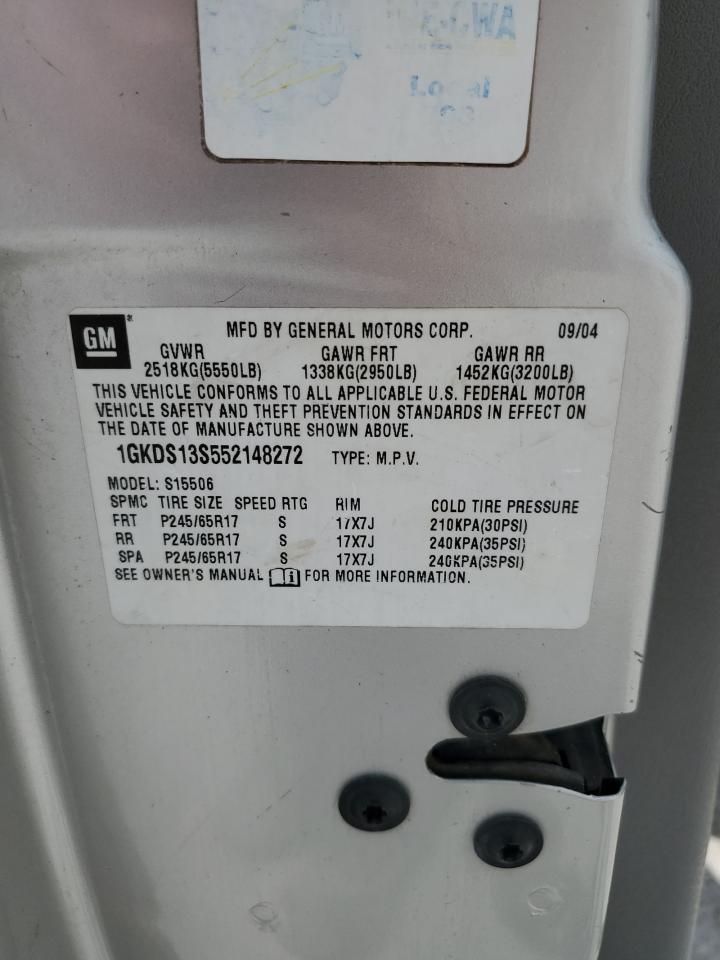 Local
GM
MFD BY GENERAL MOTORS CORP. 09/04
GVWR GAWR FRT GAWR RR
2518KG(5550LB) 1338KG(2950LB) 1452KG(3200LB)
THIS VEHICLE CONFORMS TO ALL APPLICABLE U.S. FEDERAL MOTOR
VEHICLE SAFETY AND THEFT PREVENTION STANDARDS IN EFFECT ON
THE DATE OF MANUFACTURE SHOWN ABOVE.
1GKDS13S552148272 TYPE: M.P.V.
MODEL: S15506
SPMC TIRE SIZE SPEED RTG RIM COLD TIRE PRESSURE
FRT P245/65R17 S 17X7J 210KPA(30PSI)
RR P245/65R17 S 17X7J 240KPA(35PSI)
SPA P245/65R17 S 17X7J 240KPA(35PSI)
SEE OWNER'S MANUAL FOR MORE INFORMATION.